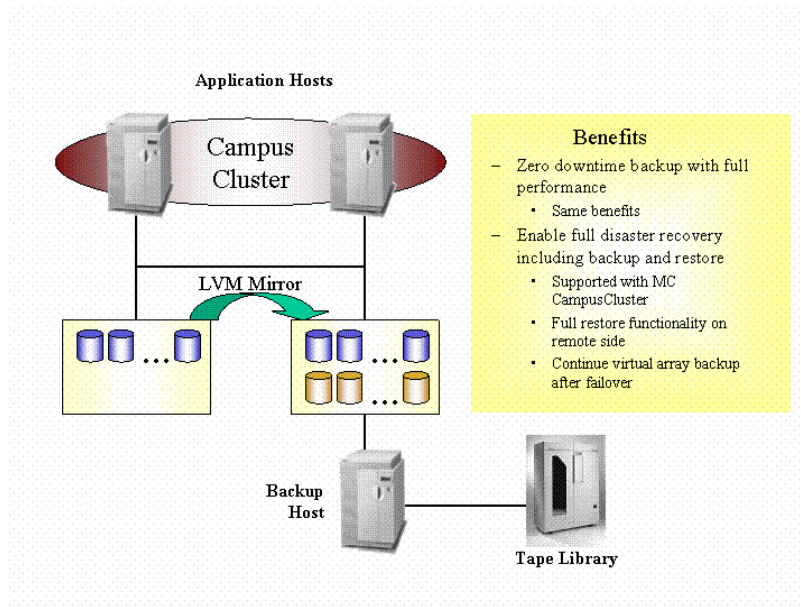 Application Hosts
Campus
Cluster
LVM Mirror
Backup
Host
Tape Library
Benefits
– Zero downtime backup with full
performance
• Same benefits
– Enable full disaster recovery
including backup and restore
• Supported with MC
CampusCluster
• Full restore functionality on
remote side
• Continue virtual array backup
after failover